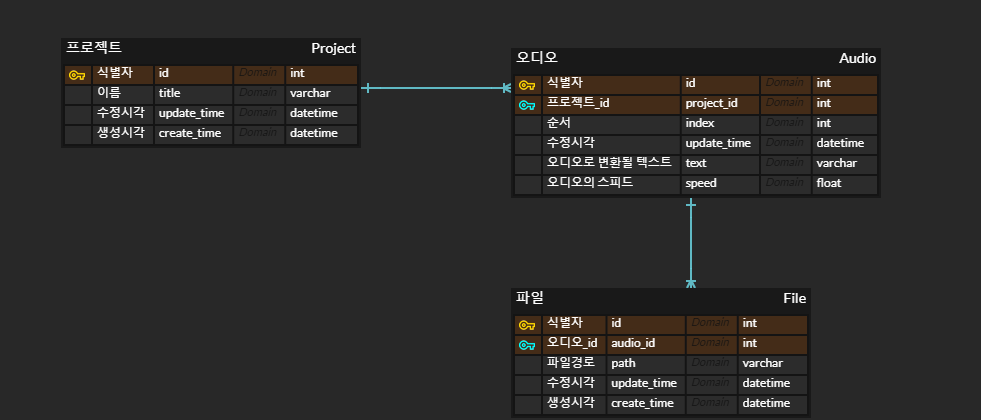 프로젝트 Project
식별자 id Domain int
이름 title Domain varchar
수정시각 update_time Domain datetime
생성시각 create_time Domain datetime
오디오 Audio
식별자 id Domain int
프로젝트_id project_id Domain int
순서 index Domain int
수정시각 update_time Domain datetime
오디오로 변환될 텍스트 text Domain varchar
오디오의 스피드 speed Domain float
파일 File
식별자 id Domain int
오디오_id audio_id Domain int
파일경로 path Domain varchar
수정시각 update_time Domain datetime
생성시각 create_time Domain datetime